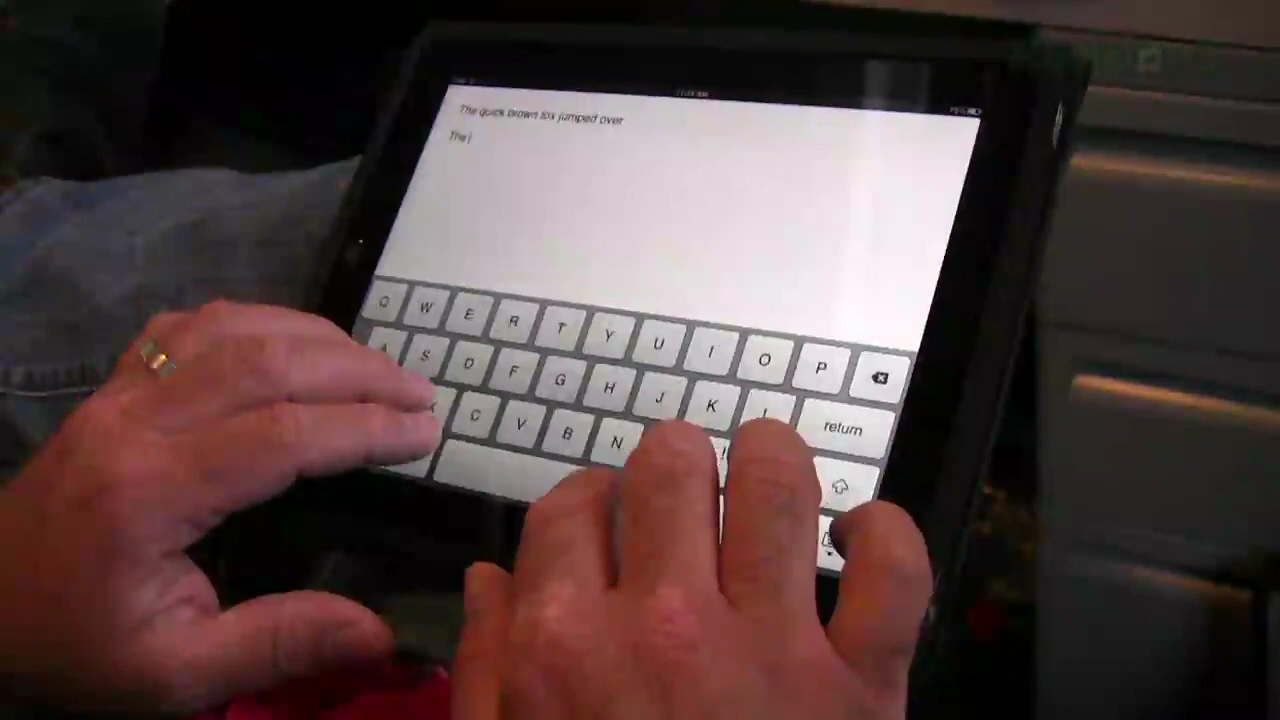 The quick brown fox jumped over
The
Q W E R T Y U I O P
S D F G H J K L return
C V B N !